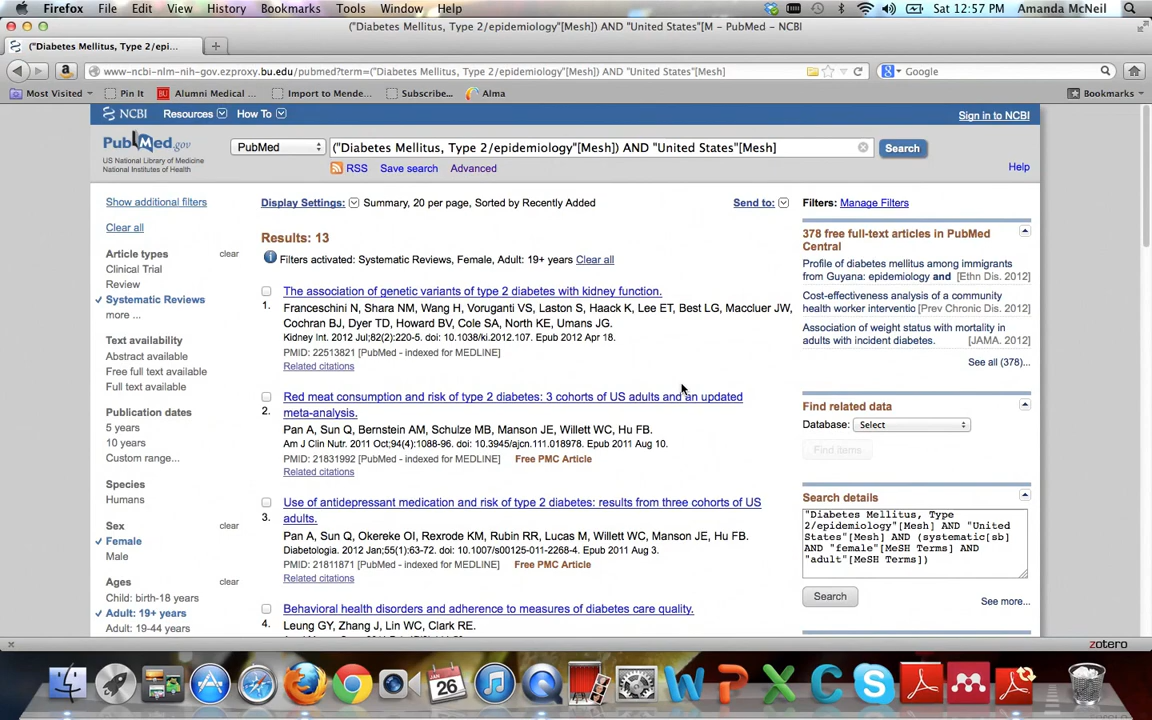 Firefox File Edit View History Bookmarks Tools Window Help Sat 12:57 PM Amanda McNeil
("Diabetes Mellitus, Type 2/epidemiology"[Mesh]) AND "United States"[M - PubMed - NCBI
("Diabetes Mellitus, Type 2/epi...
www-ncbi-nlm-nih-gov.ezproxy.bu.edu/pubmed?term=("Diabetes Mellitus, Type 2/epidemiology"[Mesh]) AND "United States"[Mesh] Google
Most Visited Pin It Alumni Medical ... Import to Mende... Subscribe... Alma Bookmarks
NCBI Resources How To Sign in to NCBI
PubMed.gov
US National Library of Medicine
National Institutes of Health
PubMed ("Diabetes Mellitus, Type 2/epidemiology"[Mesh]) AND "United States"[Mesh] Search
RSS Save search Advanced Help
Show additional filters
Clear all
Article types clear
Clinical Trial
Review
Systematic Reviews
more ...
Text availability
Abstract available
Free full text available
Full text available
Publication dates
5 years
10 years
Custom range...
Species
Humans
Sex clear
Female
Male
Ages clear
Child: birth-18 years
Adult: 19+ years
Adult: 19-44 years
Display Settings: Summary, 20 per page, Sorted by Recently Added Send to:
Results: 13
Filters activated: Systematic Reviews, Female, Adult: 19+ years Clear all
The association of genetic variants of type 2 diabetes with kidney function.
1. Franceschini N, Shara NM, Wang H, Voruganti VS, Laston S, Haack K, Lee ET, Best LG, Maccluer JW,
Cochran BJ, Dyer TD, Howard BV, Cole SA, North KE, Umans JG.
Kidney Int. 2012 Jul;82(2):220-5. doi: 10.1038/ki.2012.107. Epub 2012 Apr 18.
PMID: 22513821 [PubMed - indexed for MEDLINE]
Related citations
Red meat consumption and risk of type 2 diabetes: 3 cohorts of US adults and an updated
2. meta-analysis.
Pan A, Sun Q, Bernstein AM, Schulze MB, Manson JE, Willett WC, Hu FB.
Am J Clin Nutr. 2011 Oct;94(4):1088-96. doi: 10.3945/ajcn.111.018978. Epub 2011 Aug 10.
PMID: 21831992 [PubMed - indexed for MEDLINE] Free PMC Article
Related citations
Use of antidepressant medication and risk of type 2 diabetes: results from three cohorts of US
3. adults.
Pan A, Sun Q, Okereke OI, Rexrode KM, Rubin RR, Lucas M, Willett WC, Manson JE, Hu FB.
Diabetologia. 2012 Jan;55(1):63-72. doi: 10.1007/s00125-011-2268-4. Epub 2011 Aug 3.
PMID: 21811871 [PubMed - indexed for MEDLINE] Free PMC Article
Related citations
Behavioral health disorders and adherence to measures of diabetes care quality.
4. Leung GY, Zhang J, Lin WC, Clark RE.
Filters: Manage Filters
378 free full-text articles in PubMed
Central
Profile of diabetes mellitus among immigrants
from Guyana: epidemiology and [Ethn Dis. 2012]
Cost-effectiveness analysis of a community
health worker interventio [Prev Chronic Dis. 2012]
Association of weight status with mortality in
adults with incident diabetes. [JAMA. 2012]
See all (378)...
Find related data
Database: Select
Find items
Search details
"Diabetes Mellitus, Type
2/epidemiology"[Mesh] AND "United
States"[Mesh] AND (systematic[sb]
AND "female"[MeSH Terms] AND
"adult"[MeSH Terms])
Search
See more...
zotero